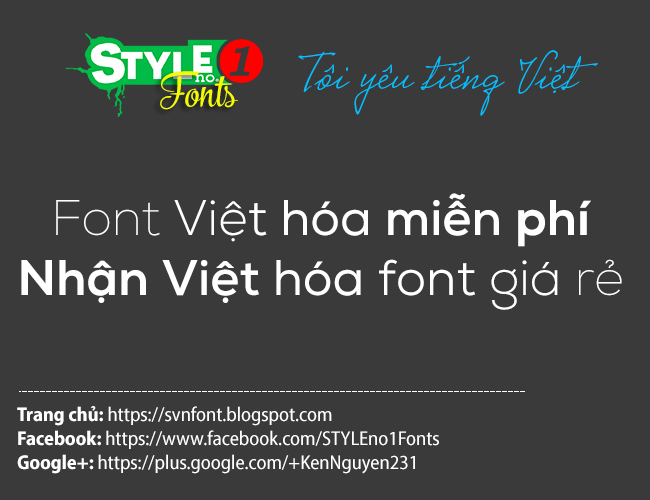 STYLE no. 1
Fonts
Tôi yêu tiếng Việt
Font Việt hóa miễn phí
Nhận Việt hóa font giá rẻ
Trang chủ: https://svnfont.blogspot.com
Facebook: https://www.facebook.com/STYLEno1Fonts
Google+: https://plus.google.com/+KenNguyen231